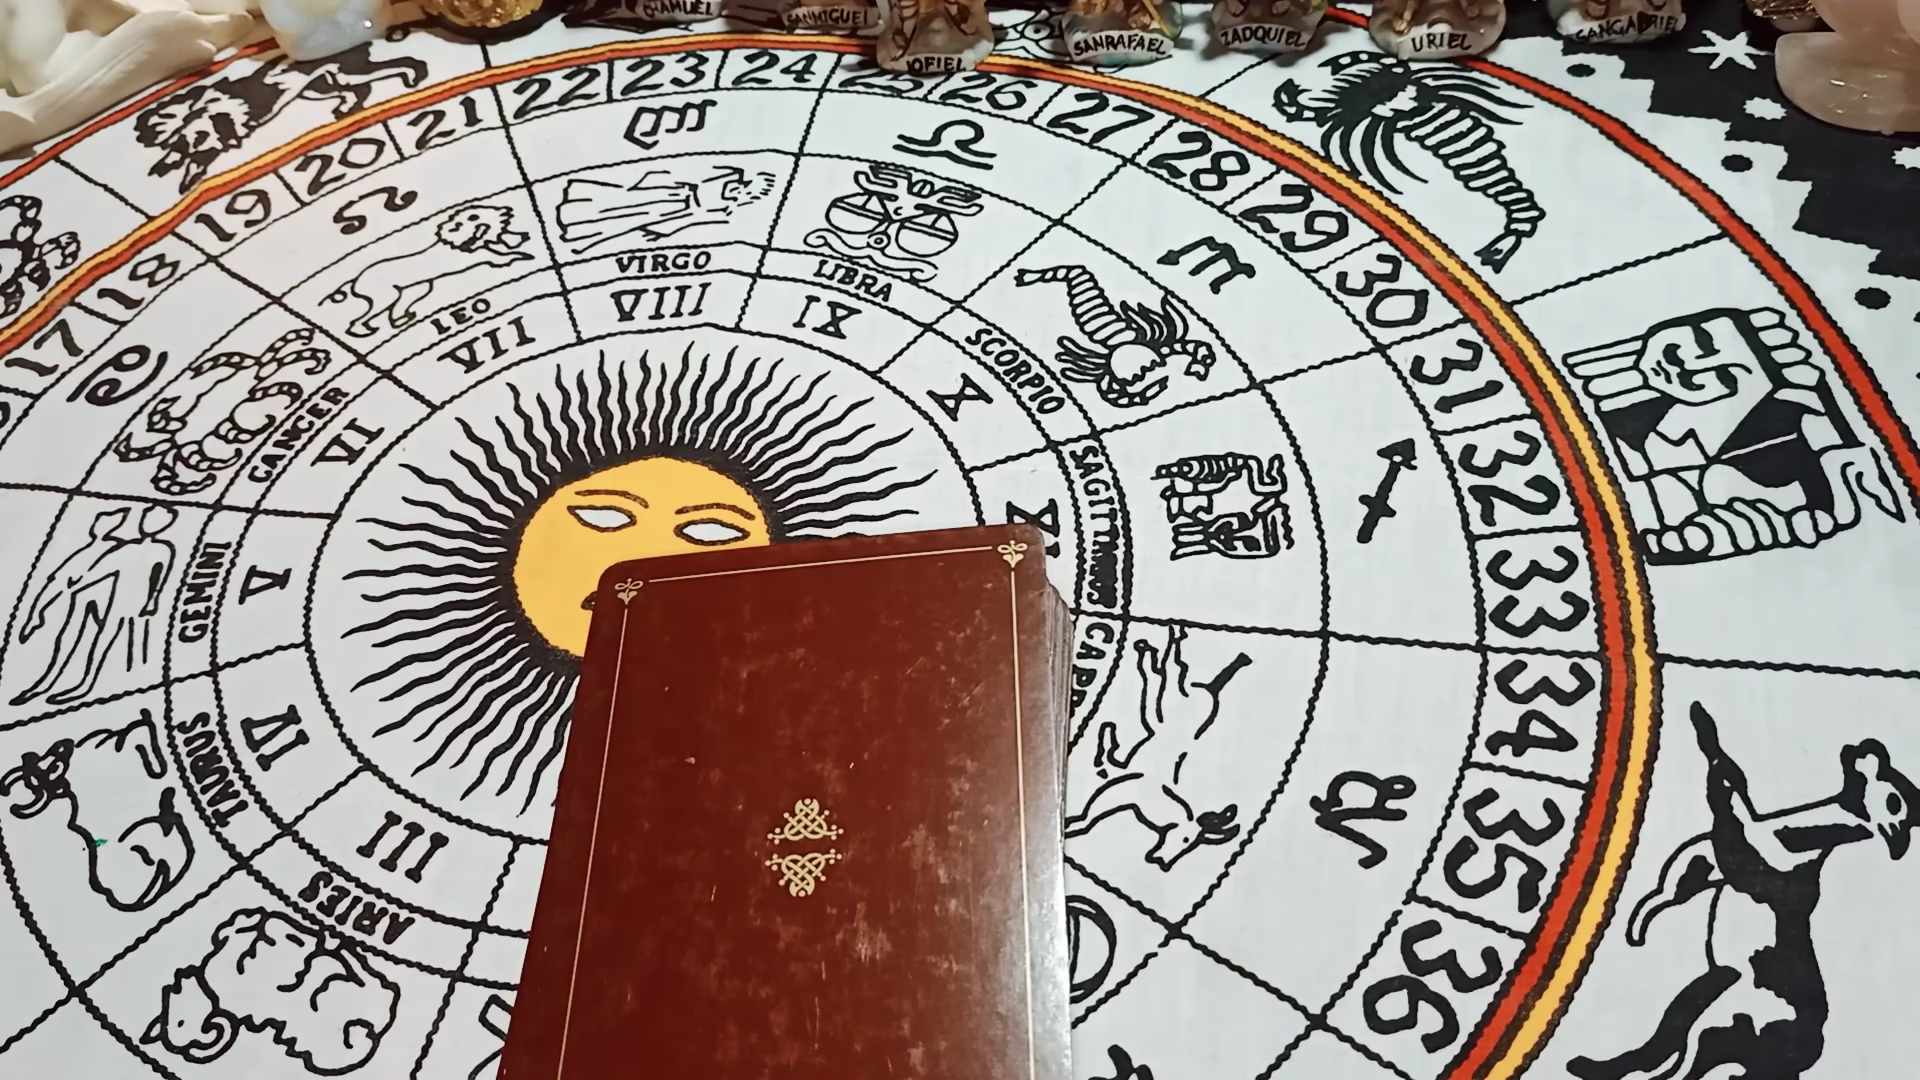 CHAMUEL
SANMIGUEL
JOFIEL
SANRAFAEL
ZADQUIEL
URIEL
SANGABRIEL
17 18 19 20 21 22 23 24 25 26 27 28 29 30 31 32 33 34 35 36
ARIES
TAURUS
GEMINI
CANCER
LEO
VIRGO
LIBRA
SCORPIO
SAGITTARIUS
III
IV
V
VI
VII
VIII
IX
X
XI